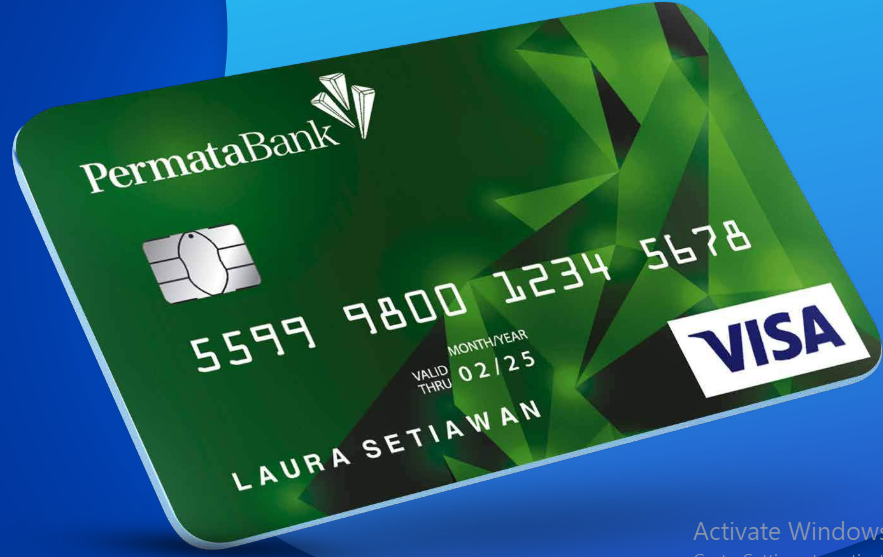 PermataBank
5599 9800 1234 5678
MONTH/YEAR
VALID THRU 02/25
LAURA SETIAWAN
VISA
Activate Windows